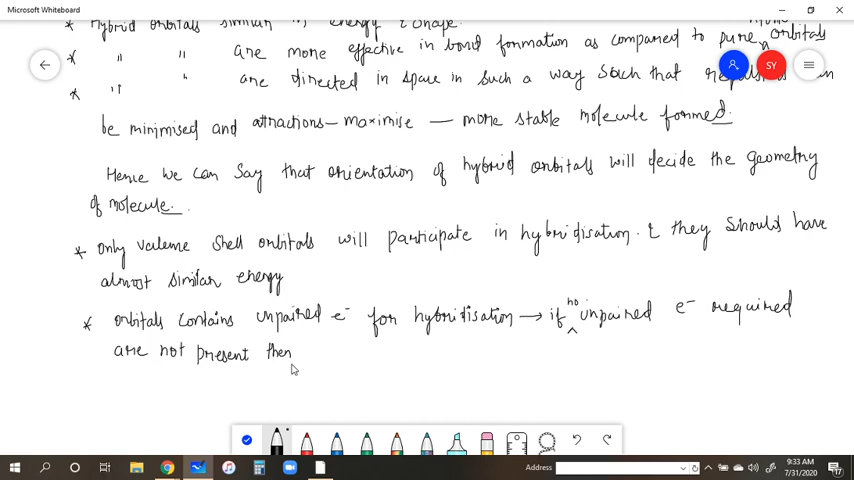 Microsoft Whiteboard
* Hybrid orbitals similar in energy & shape.
* " " are more effective in bond formation as compared to pure orbitals
SY
* " " are directed in space in such a way such that
be minimised and attractions - maximise - more stable molecule formed.
Hence we can say that orientation of hybrid orbitals will decide the geometry
of molecule.
* only valence shell orbitals will participate in hybridisation. & they should have
almost similar energy
* orbitals contains unpaired e⁻ for hybridisation → if no unpaired e⁻ required
are not present then
Address
9:33 AM
7/31/2020
17